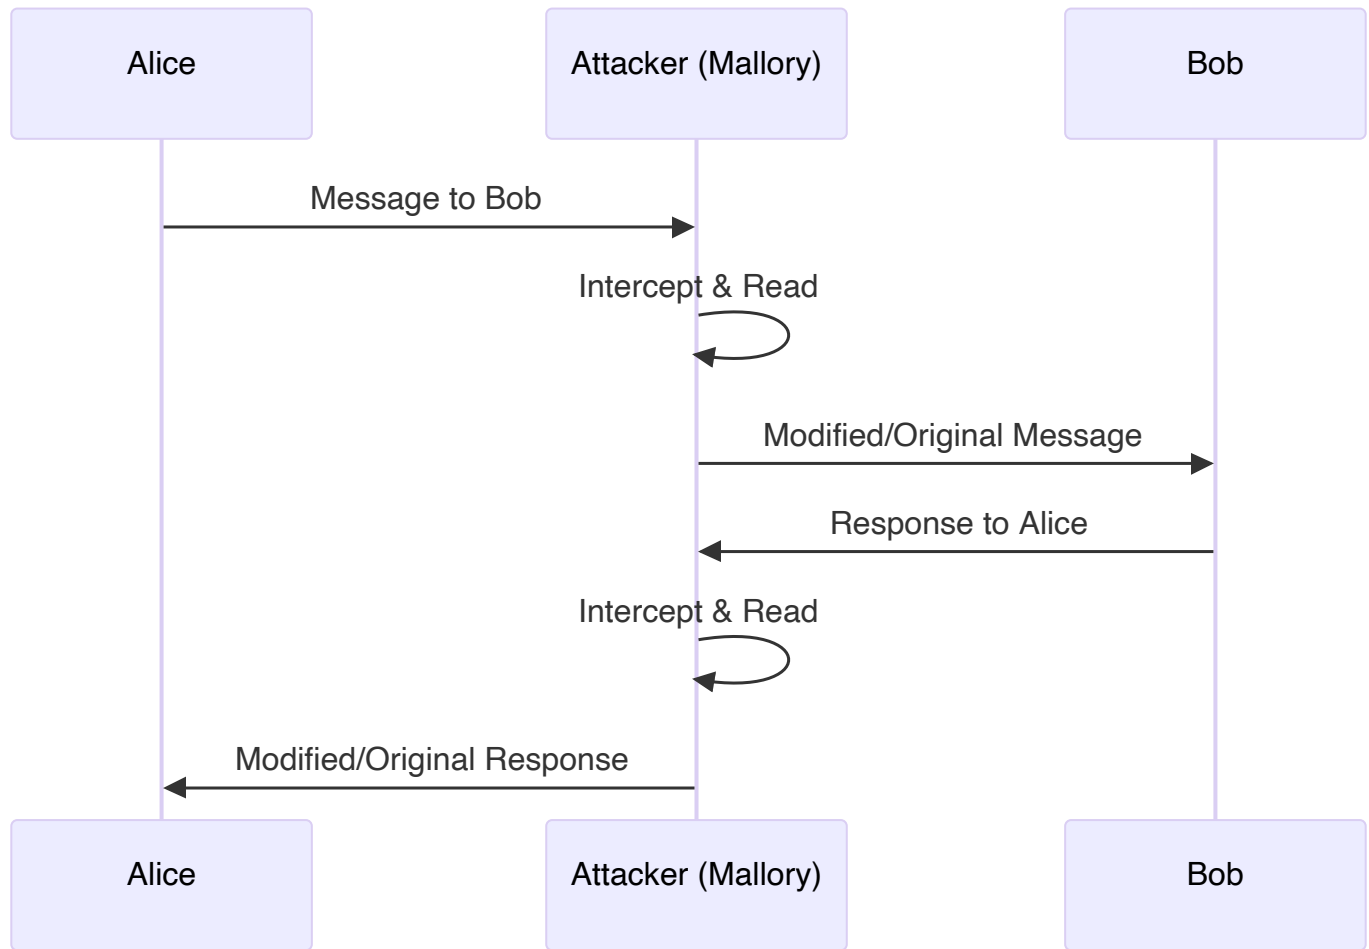 Alice
Attacker (Mallory)
Bob
Message to Bob
Intercept & Read
Modified/Original Message
Response to Alice
Intercept & Read
Modified/Original Response
Alice
Attacker (Mallory)
Bob